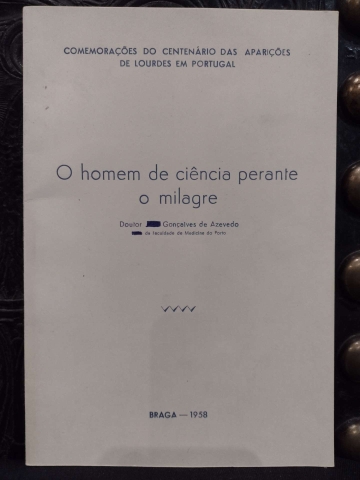 COMEMORAÇÕES DO CENTENÁRIO DAS APARIÇÕES
DE LOURDES EM PORTUGAL
O homem de ciência perante
o milagre
Doutor Gonçalves de Azevedo
da Faculdade de Medicina do Porto
BRAGA — 1958